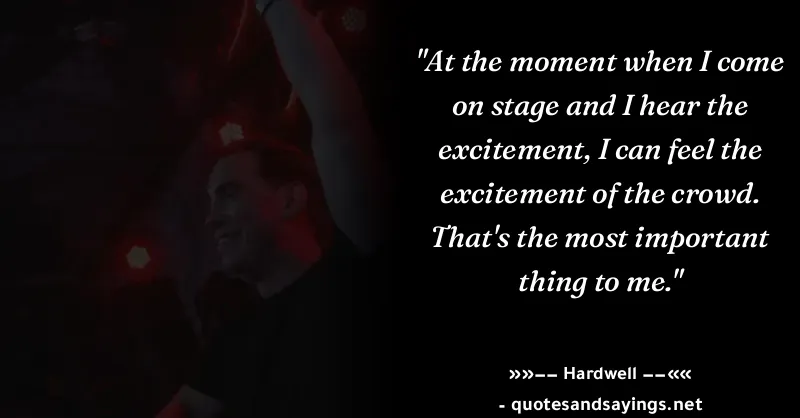 "At the moment when I come
on stage and I hear the
excitement, I can feel the
excitement of the crowd.
That's the most important
thing to me."
»»–– Hardwell ––««
- quotesandsayings.net